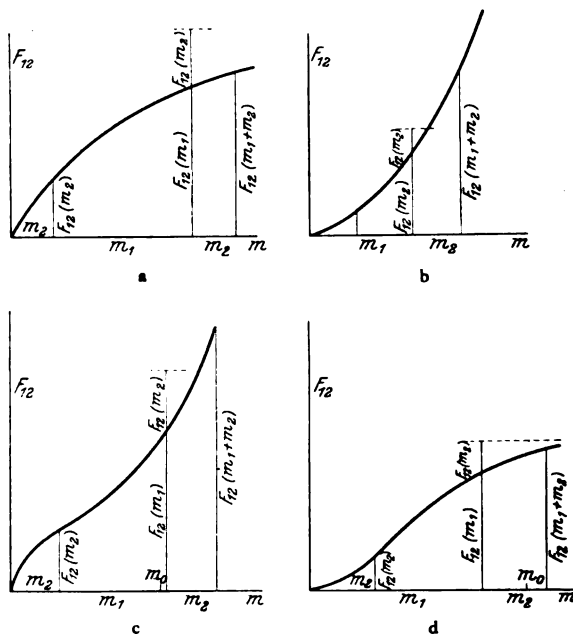 F₁₂
F₁₂(m₂)
F₁₂(m₁)
F₁₂(m₁+m₂)
F₁₂(m₂)
m₂
m₁
m₂
m
a
F₁₂
F₁₂(m₂)
F₁₂(m₂)
F₁₂(m₁+m₂)
m₁
m₂
m
b
F₁₂
F₁₂(m₂)
F₁₂(m₁)
F₁₂(m₁+m₂)
F₁₂(m₂)
m₂
m₁
m₀
m₂
m
c
F₁₂
F₁₂(m₂)
F₁₂(m₁)
F₁₂(m₁+m₂)
F₁₂(m₂)
m₂
m₁
m₂
m₀
m
d